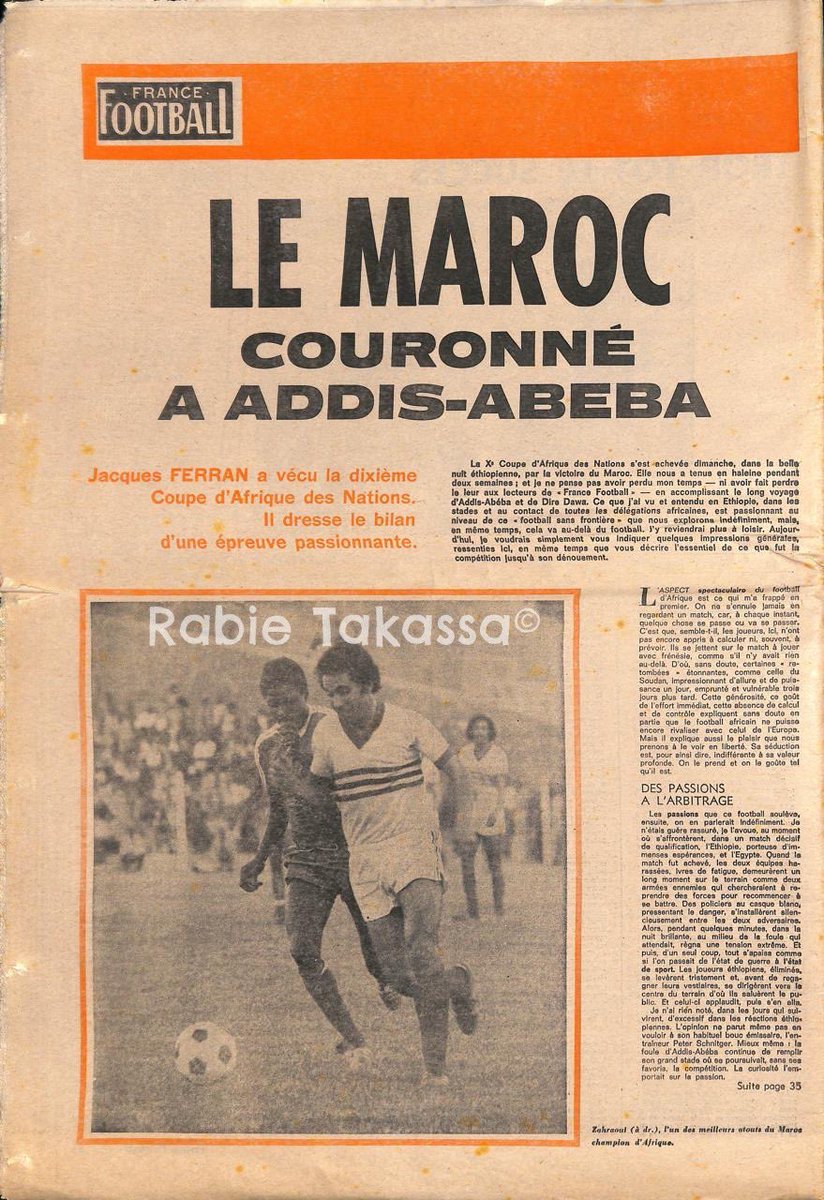 FRANCE
FOOTBALL
LE MAROC
COURONNÉ
A ADDIS-ABEBA
Jacques FERRAN a vécu la dixième
Coupe d'Afrique des Nations.
Il dresse le bilan
d'une épreuve passionnante.
La Xe Coupe d'Afrique des Nations s'est achevée dimanche, dans la belle
nuit éthiopienne, par la victoire du Maroc. Elle nous a tenue en haleine pendant
deux semaines ; et je ne pense pas avoir perdu mon temps — ni avoir fait perdre
le leur aux lecteurs de « France Football » — en accomplissant le long voyage
d'Addis-Abéba et de Dire Dawa. Ce que j'ai vu et entendu en Ethiopie, dans les
stades et au contact de toutes les délégations africaines, est passionnant au
niveau de ce « football sans frontière » que nous explorons indéfiniment, mais,
en même temps, cela va au-delà du football. J'y reviendrai plus à loisir. Aujour-
d'hui, je voudrais simplement vous indiquer quelques impressions générales,
ressenties ici, en même temps que vous décrire l'essentiel de ce que fut la
compétition jusqu'à son dénouement.
Rabie Takassa©
L'ASPECT spectaculaire du football
d'Afrique est ce qui m'a frappé en
premier. On ne s'ennuie jamais en
regardant un match, car, à chaque instant,
quelque chose se passe ou va se passer.
C'est que, semble-t-il, les joueurs, ici, n'ont
pas encore appris à calculer ni, souvent, à
prévoir. Ils se jettent sur le match à jouer
avec frénésie, comme s'il n'y avait rien
au-delà. D'où, sans doute, certaines « re-
tombées » étonnantes, comme celle du
Soudan, impressionnant d'allure et de puis-
sance un jour, emprunté et vulnérable trois
jours plus tard. Cette générosité, ce goût
de l'effort immédiat, cette absence de calcul
et de contrôle expliquent sans doute en
partie que le football africain ne puisse
encore rivaliser avec celui de l'Europe.
Mais il explique aussi le plaisir que nous
prenons à le voir en liberté. Sa séduction
est, pour ainsi dire, indifférente à sa valeur
profonde. On le prend et on le goûte tel
qu'il est.
DES PASSIONS
A L'ARBITRAGE
Les passions que ce football soulève,
ensuite, on en parlerait indéfiniment. Je
n'étais guère rassuré, je l'avoue, au moment
où s'affrontèrent, dans un match décisif
de qualification, l'Ethiopie, porteuse d'im-
menses espérances, et l'Egypte. Quand le
match fut achevé, les deux équipes ha-
rassées, ivres de fatigue, demeurèrent un
long moment sur le terrain comme deux
armées ennemies qui chercheraient à re-
prendre des forces pour recommencer à
se battre. Des policiers au casque blanc,
pressentant le danger, s'installèrent silen-
cieusement entre les deux adversaires.
Alors, pendant quelques minutes, dans la
nuit brillante, au milieu de la foule qui
attendait, régna une tension extrême. Et
puis, d'un seul coup, tout s'apaisa comme
si l'on passait de l'état de guerre à l'état
de sport. Les joueurs éthiopiens, éliminés,
se levèrent tristement et, avant de rega-
gner leurs vestiaires, se dirigèrent vers le
centre du terrain d'où ils saluèrent le pu-
blic. Et celui-ci applaudit, puis s'en alla.
Je n'ai rien noté, dans les jours qui sui-
virent, d'excessif dans les réactions éthio-
piennes. L'opinion ne parut même pas en
vouloir à son habituel bouc émissaire, l'en-
traîneur Peter Schnitger. Mieux même : la
foule d'Addis-Abéba continue de remplir
son grand stade où se poursuivait, sans ses
favoris, la compétition. La curiosité l'em-
portait sur la passion.
Suite page 35
Zahraoui (à dr.), l'un des meilleurs atouts du Maroc
champion d'Afrique.